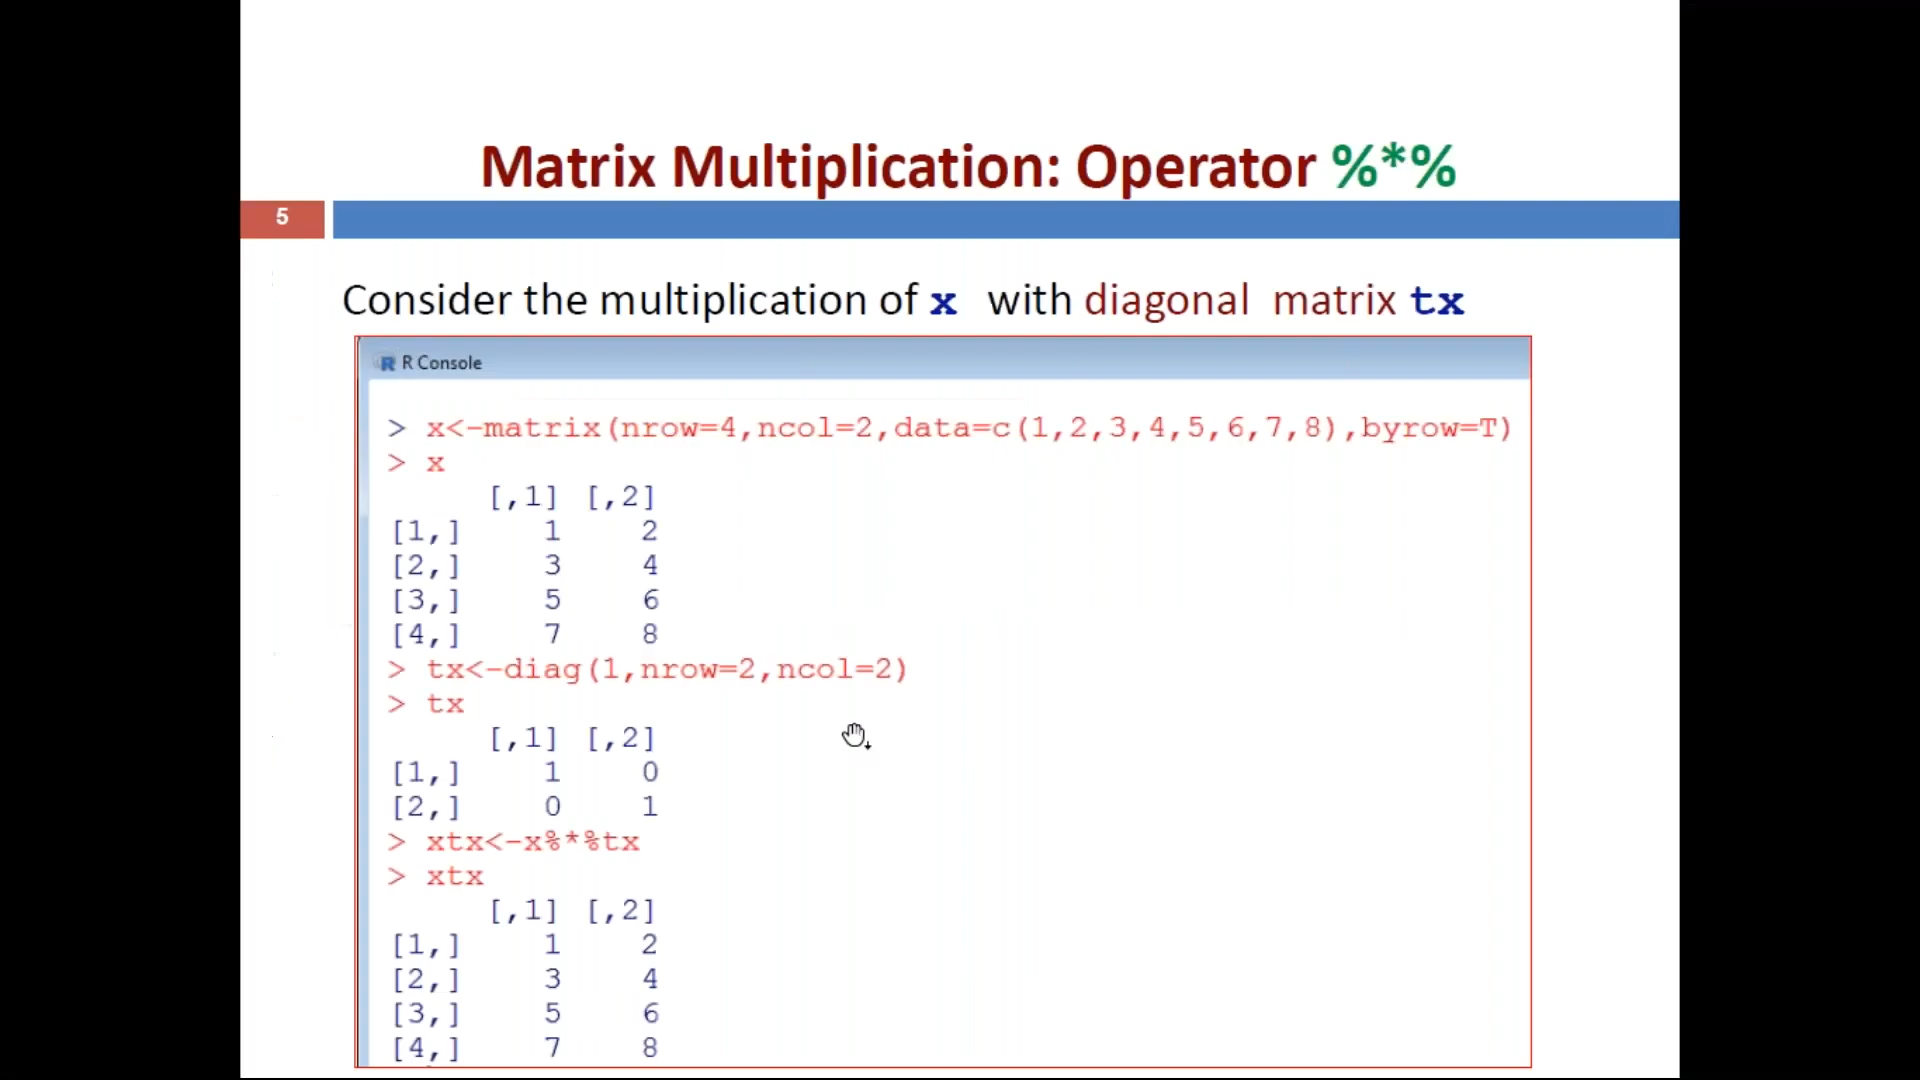 Matrix Multiplication: Operator %*%
5
Consider the multiplication of x with diagonal matrix tx
R Console
> x<-matrix(nrow=4,ncol=2,data=c(1,2,3,4,5,6,7,8),byrow=T)
> x
[,1] [,2]
[1,] 1 2
[2,] 3 4
[3,] 5 6
[4,] 7 8
> tx<-diag(1,nrow=2,ncol=2)
> tx
[,1] [,2]
[1,] 1 0
[2,] 0 1
> xtx<-x%*%tx
> xtx
[,1] [,2]
[1,] 1 2
[2,] 3 4
[3,] 5 6
[4,] 7 8